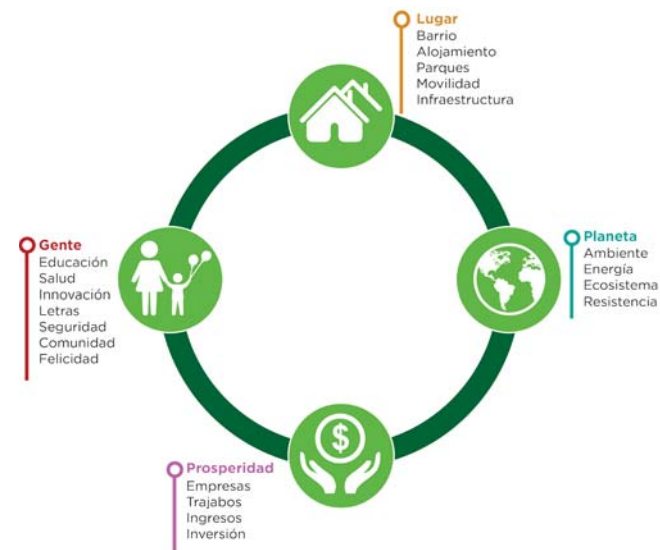 Lugar
Barrio
Alojamiento
Parques
Movilidad
Infraestructura
Gente
Educación
Salud
Innovación
Letras
Seguridad
Comunidad
Felicidad
Planeta
Ambiente
Energía
Ecosistema
Resistencia
$
Prosperidad
Empresas
Trajabos
Ingresos
Inversión